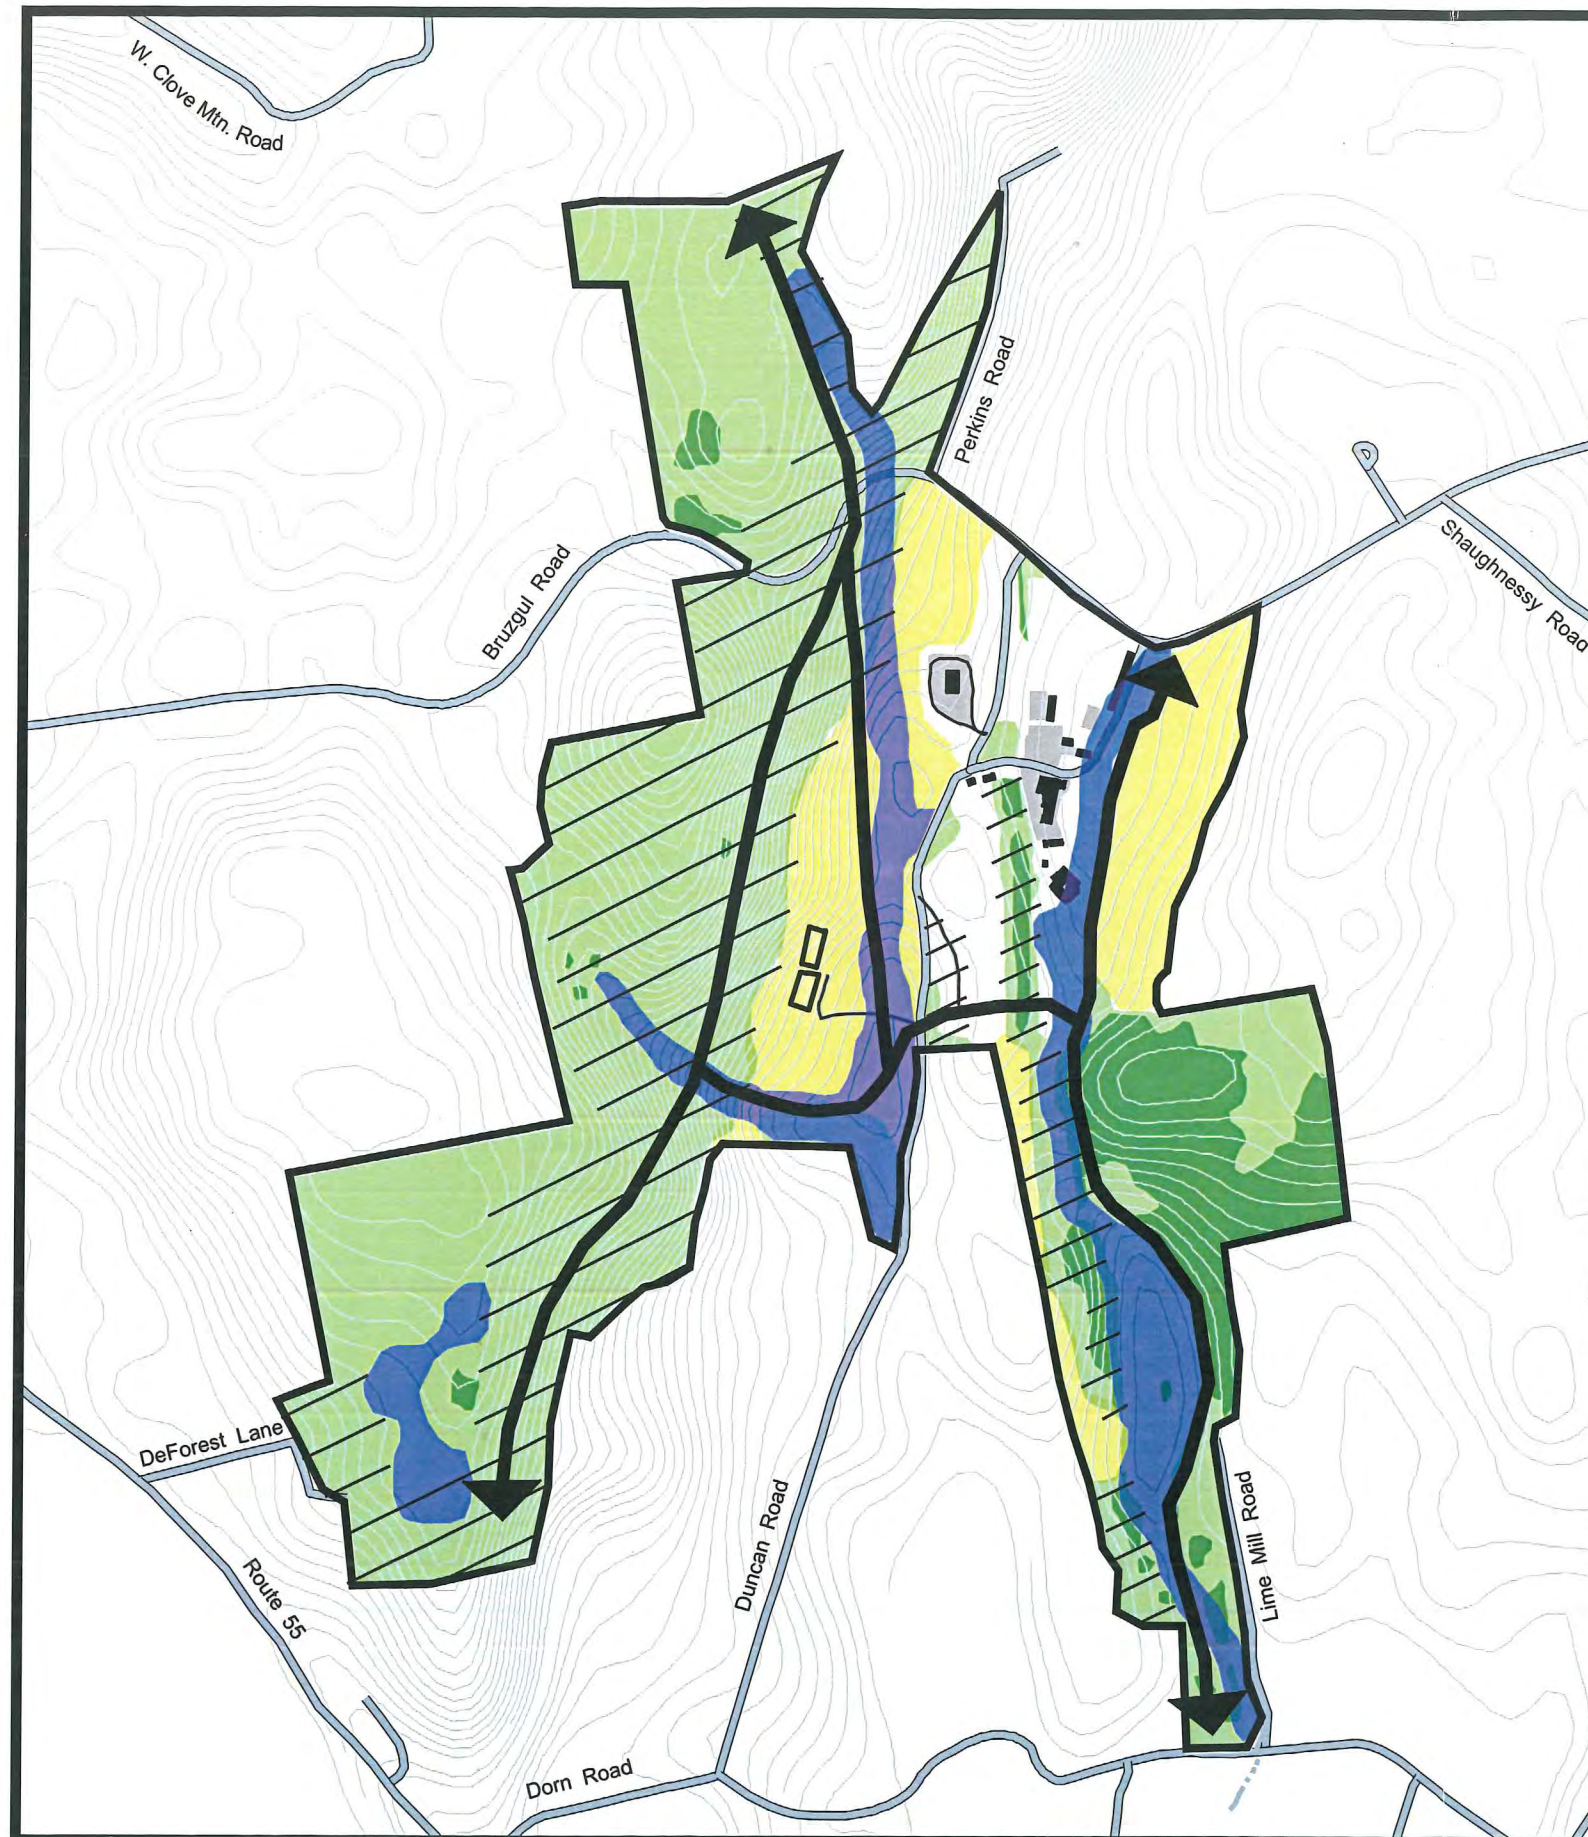 W. Clove Mtn. Road
Perkins Road
Shaughnessy Road
Bruzgul Road
DeForest Lane
Route 55
Duncan Road
Lime Mill Road
Dorn Road